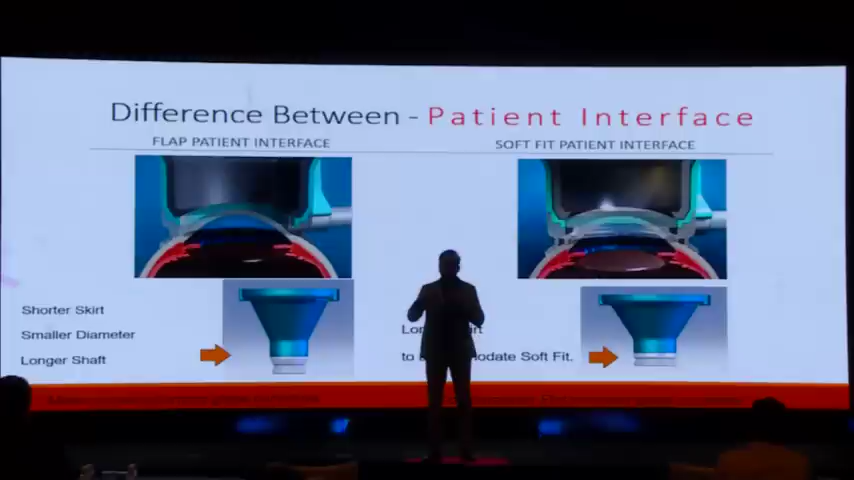 Difference Between - Patient Interface
FLAP PATIENT INTERFACE
SOFT FIT PATIENT INTERFACE
Shorter Skirt
Smaller Diameter
Longer Shaft
to Soft Fit.